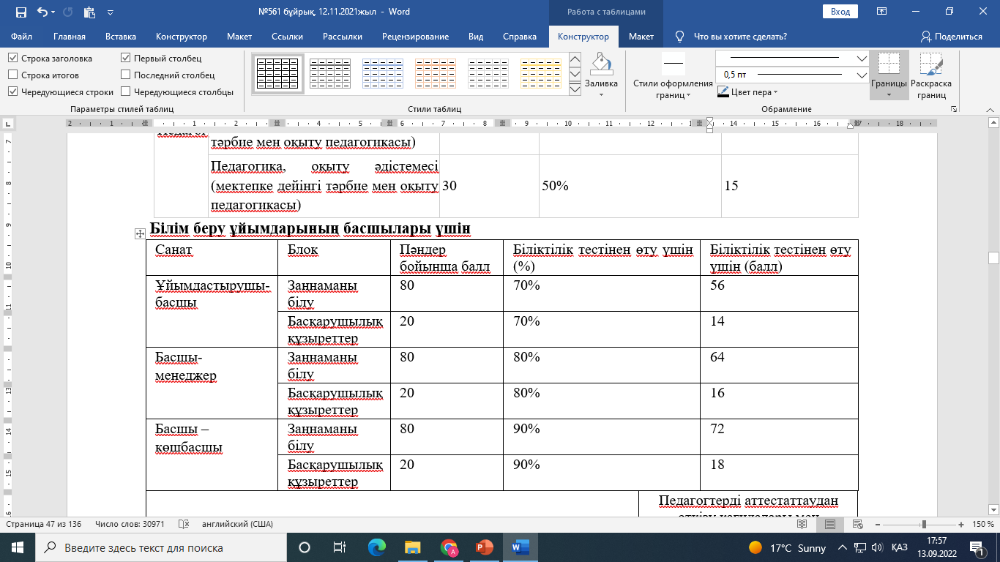 №561 бұйрық, 12.11.2021жыл - Word
Работа с таблицами
Вход
Файл Главная Вставка Конструктор Макет Ссылки Рассылки Рецензирование Вид Справка Конструктор Макет Что вы хотите сделать? Поделиться
Строка заголовка Первый столбец
Строка итогов Последний столбец
Чередующиеся строки Чередующиеся столбцы
Параметры стилей таблиц
Заливка
Стили таблиц
Стили оформления границ
0,5 пт
Цвет пера
Границы
Раскраска границ
Обрамление
тәрбие мен оқыту педагогикасы)
Педагогика, оқыту әдістемесі
(мектепке дейінгі тәрбие мен оқыту 30 50% 15
педагогикасы)
Білім беру ұйымдарының басшылары үшін
Санат Блок Пәндер Біліктілік тестінен өту үшін Біліктілік тестінен өту
бойынша балл (%) үшін (балл)
Ұйымдастырушы- Заңнаманы 80 70% 56
басшы білу
Басқарушылық 20 70% 14
құзыреттер
Басшы- Заңнаманы 80 80% 64
менеджер білу
Басқарушылық 20 80% 16
құзыреттер
Басшы – Заңнаманы 80 90% 72
көшбасшы білу
Басқарушылық 20 90% 18
құзыреттер
Педагогтерді аттестаттаудан
Страница 47 из 136 Число слов: 30971 английский (США) 150 %
Введите здесь текст для поиска
17°C Sunny
ҚАЗ
17:57
13.09.2022